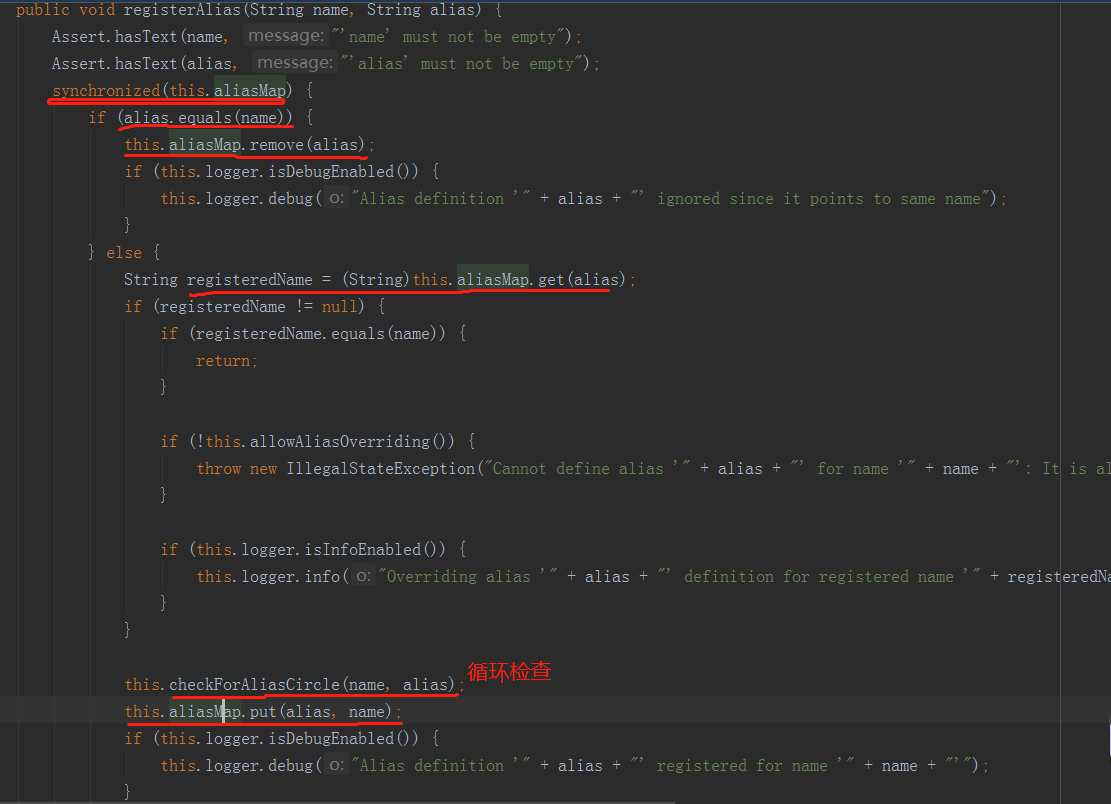 public void registerAlias(String name, String alias) {
Assert.hasText(name, message: "'name' must not be empty");
Assert.hasText(alias, message: "'alias' must not be empty");
synchronized(this.aliasMap) {
if (alias.equals(name)) {
this.aliasMap.remove(alias);
if (this.logger.isDebugEnabled()) {
this.logger.debug( o: "Alias definition '" + alias + "' ignored since it points to same name");
}
} else {
String registeredName = (String)this.aliasMap.get(alias);
if (registeredName != null) {
if (registeredName.equals(name)) {
return;
}
if (!this.allowAliasOverriding()) {
throw new IllegalStateException("Cannot define alias '" + alias + "' for name '" + name + "': It is al
}
if (this.logger.isInfoEnabled()) {
this.logger.info( o: "Overriding alias '" + alias + "' definition for registered name '" + registeredNa
}
}
this.checkForAliasCircle(name, alias); 循环检查
this.aliasMap.put(alias, name);
if (this.logger.isDebugEnabled()) {
this.logger.debug( o: "Alias definition '" + alias + "' registered for name '" + name + "'");
}